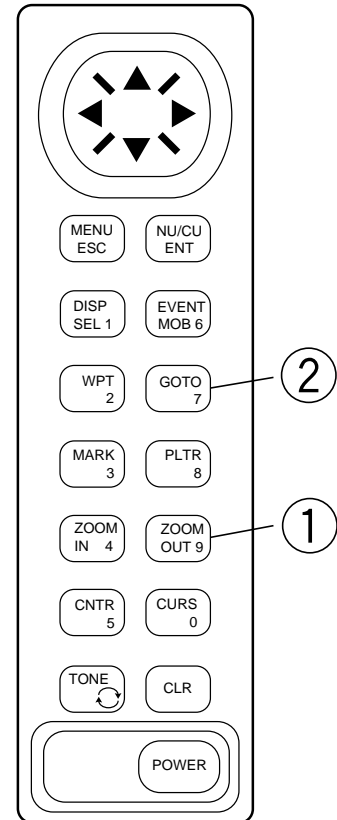 MENU
ESC
NU/CU
ENT
DISP
SEL 1
EVENT
MOB 6
WPT
2
GOTO
7
②
MARK
3
PLTR
8
ZOOM
IN 4
ZOOM
OUT 9
①
CNTR
5
CURS
0
TONE
CLR
POWER